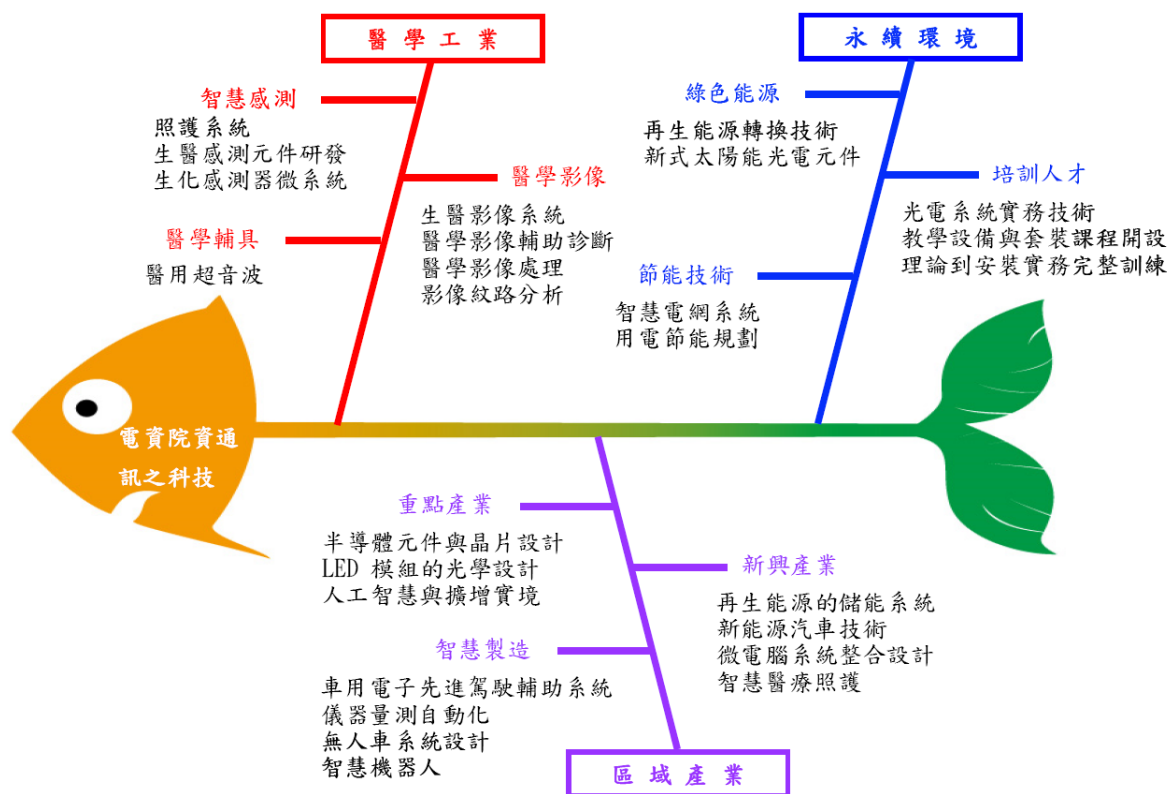 醫學工業
智慧感測
照護系統
生醫感測元件研發
生化感測器微系統
醫學影像
生醫影像系統
醫學影像輔助診斷
醫學影像處理
影像紋路分析
醫學輔具
醫用超音波
永續環境
綠色能源
再生能源轉換技術
新式太陽能光電元件
培訓人才
光電系統實務技術
教學設備與套裝課程開設
理論到安裝實務完整訓練
節能技術
智慧電網系統
用電節能規劃
電資院資通
訊之科技
重點產業
半導體元件與晶片設計
LED 模組的光學設計
人工智慧與擴增實境
新興產業
再生能源的儲能系統
新能源汽車技術
微電腦系統整合設計
智慧醫療照護
智慧製造
車用電子先進駕駛輔助系統
儀器量測自動化
無人車系統設計
智慧機器人
區域產業